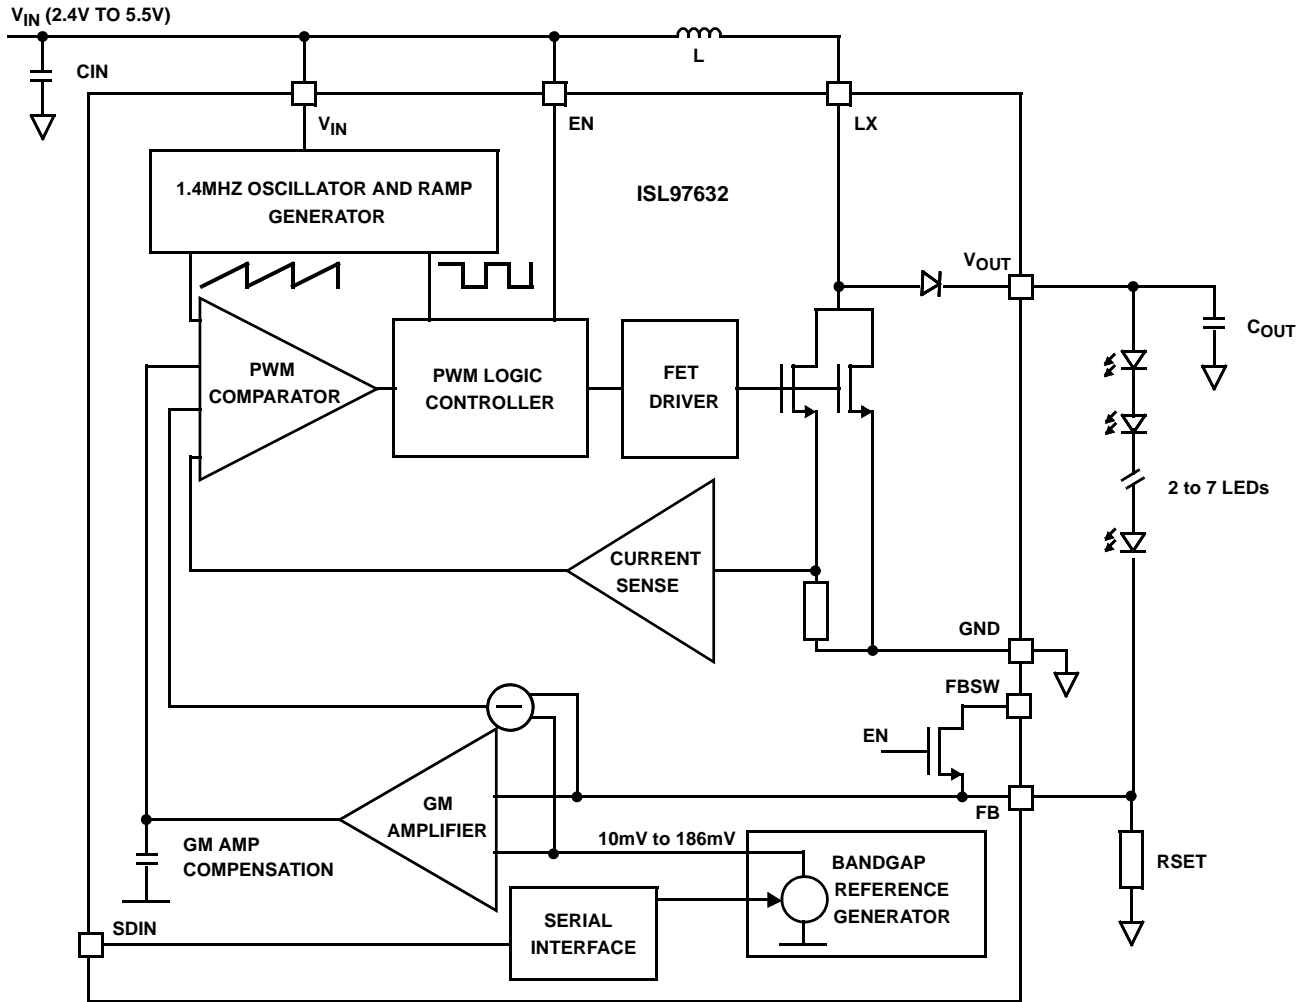 VIN (2.4V TO 5.5V)
L
CIN
VIN
EN
LX
1.4MHZ OSCILLATOR AND RAMP
GENERATOR
ISL97632
VOUT
COUT
PWM
COMPARATOR
PWM LOGIC
CONTROLLER
FET
DRIVER
2 to 7 LEDs
CURRENT
SENSE
GND
FBSW
EN
GM
AMPLIFIER
FB
10mV to 186mV
GM AMP
COMPENSATION
BANDGAP
REFERENCE
GENERATOR
RSET
SDIN
SERIAL
INTERFACE